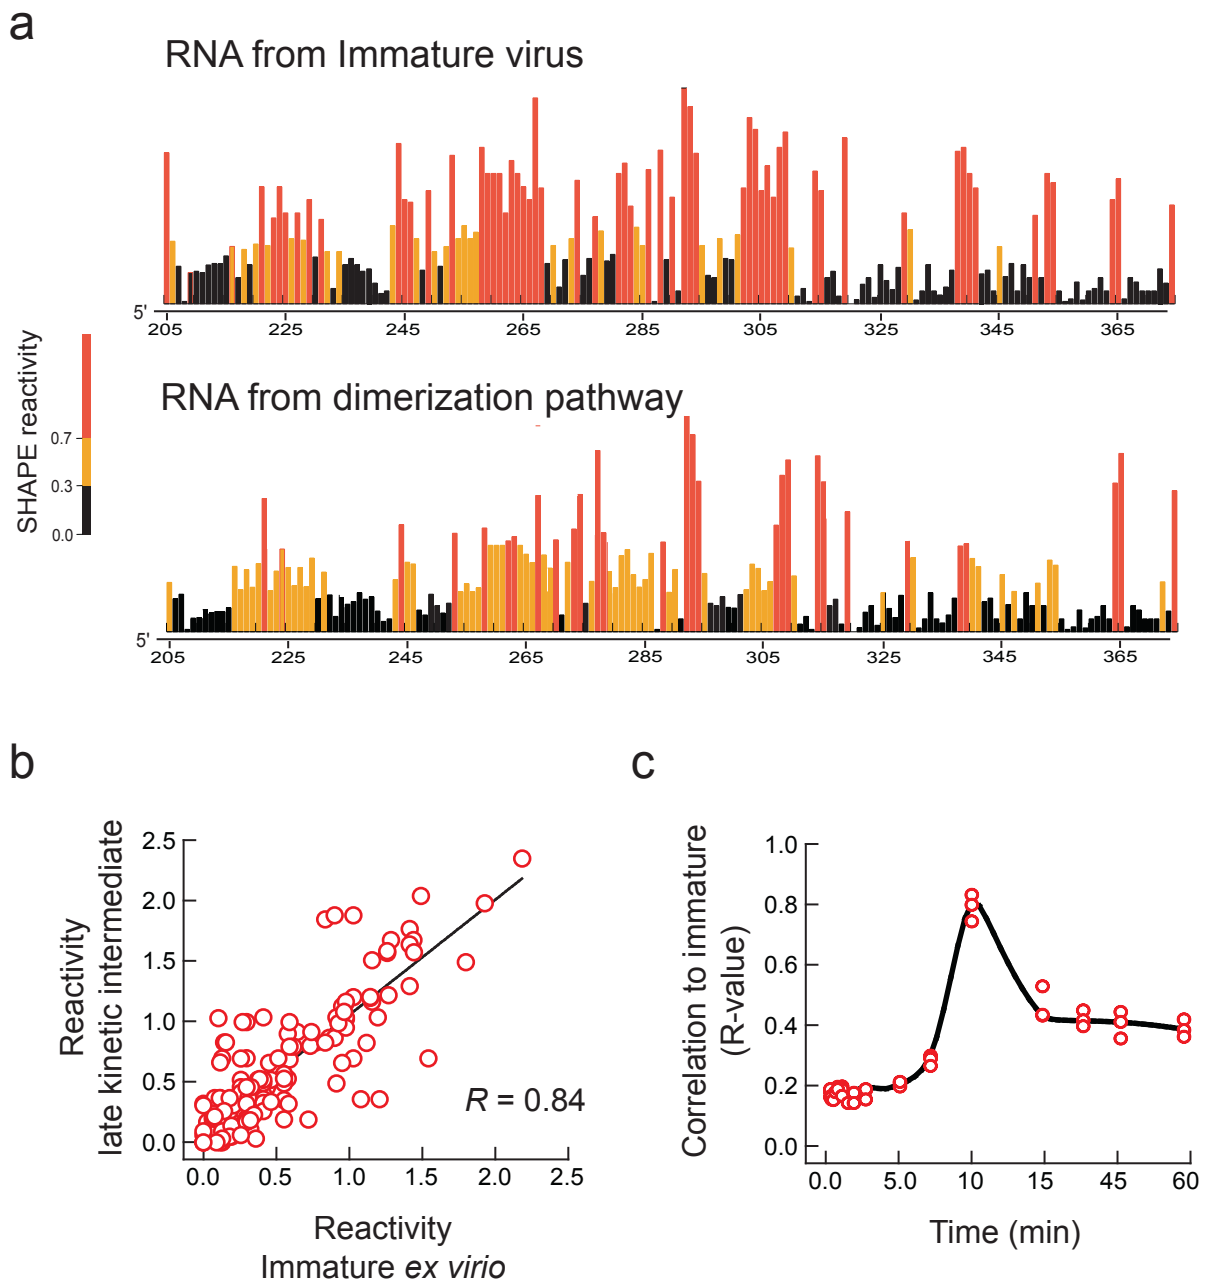 a
RNA from Immature virus
5'
205 225 245 265 285 305 325 345 365
SHAPE reactivity
0.7
0.3
0.0
RNA from dimerization pathway
5'
205 225 245 265 285 305 325 345 365
b
Reactivity
late kinetic intermediate
2.5
2.0
1.5
1.0
0.5
0.0
R = 0.84
0.0 0.5 1.0 1.5 2.0 2.5
Reactivity
Immature ex virio
c
Correlation to immature
(R-value)
1.0
0.8
0.6
0.4
0.2
0.0
0.0 5.0 10 15 45 60
Time (min)